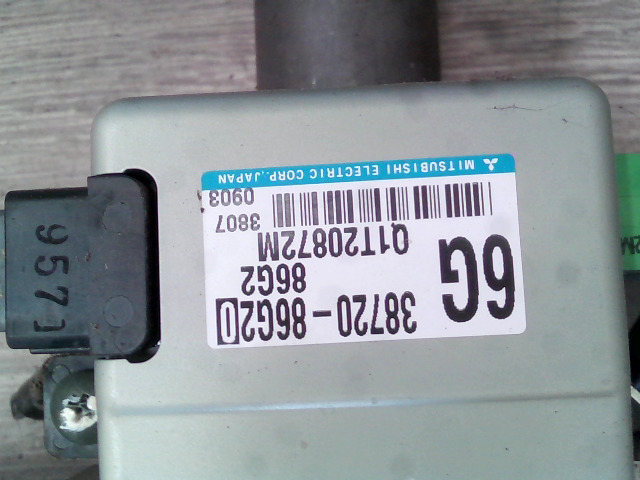 6G
38720-86G20
86G2
Q1T20872M
3807
0903
MITSUBISHI ELECTRIC CORP.,JAPAN
957